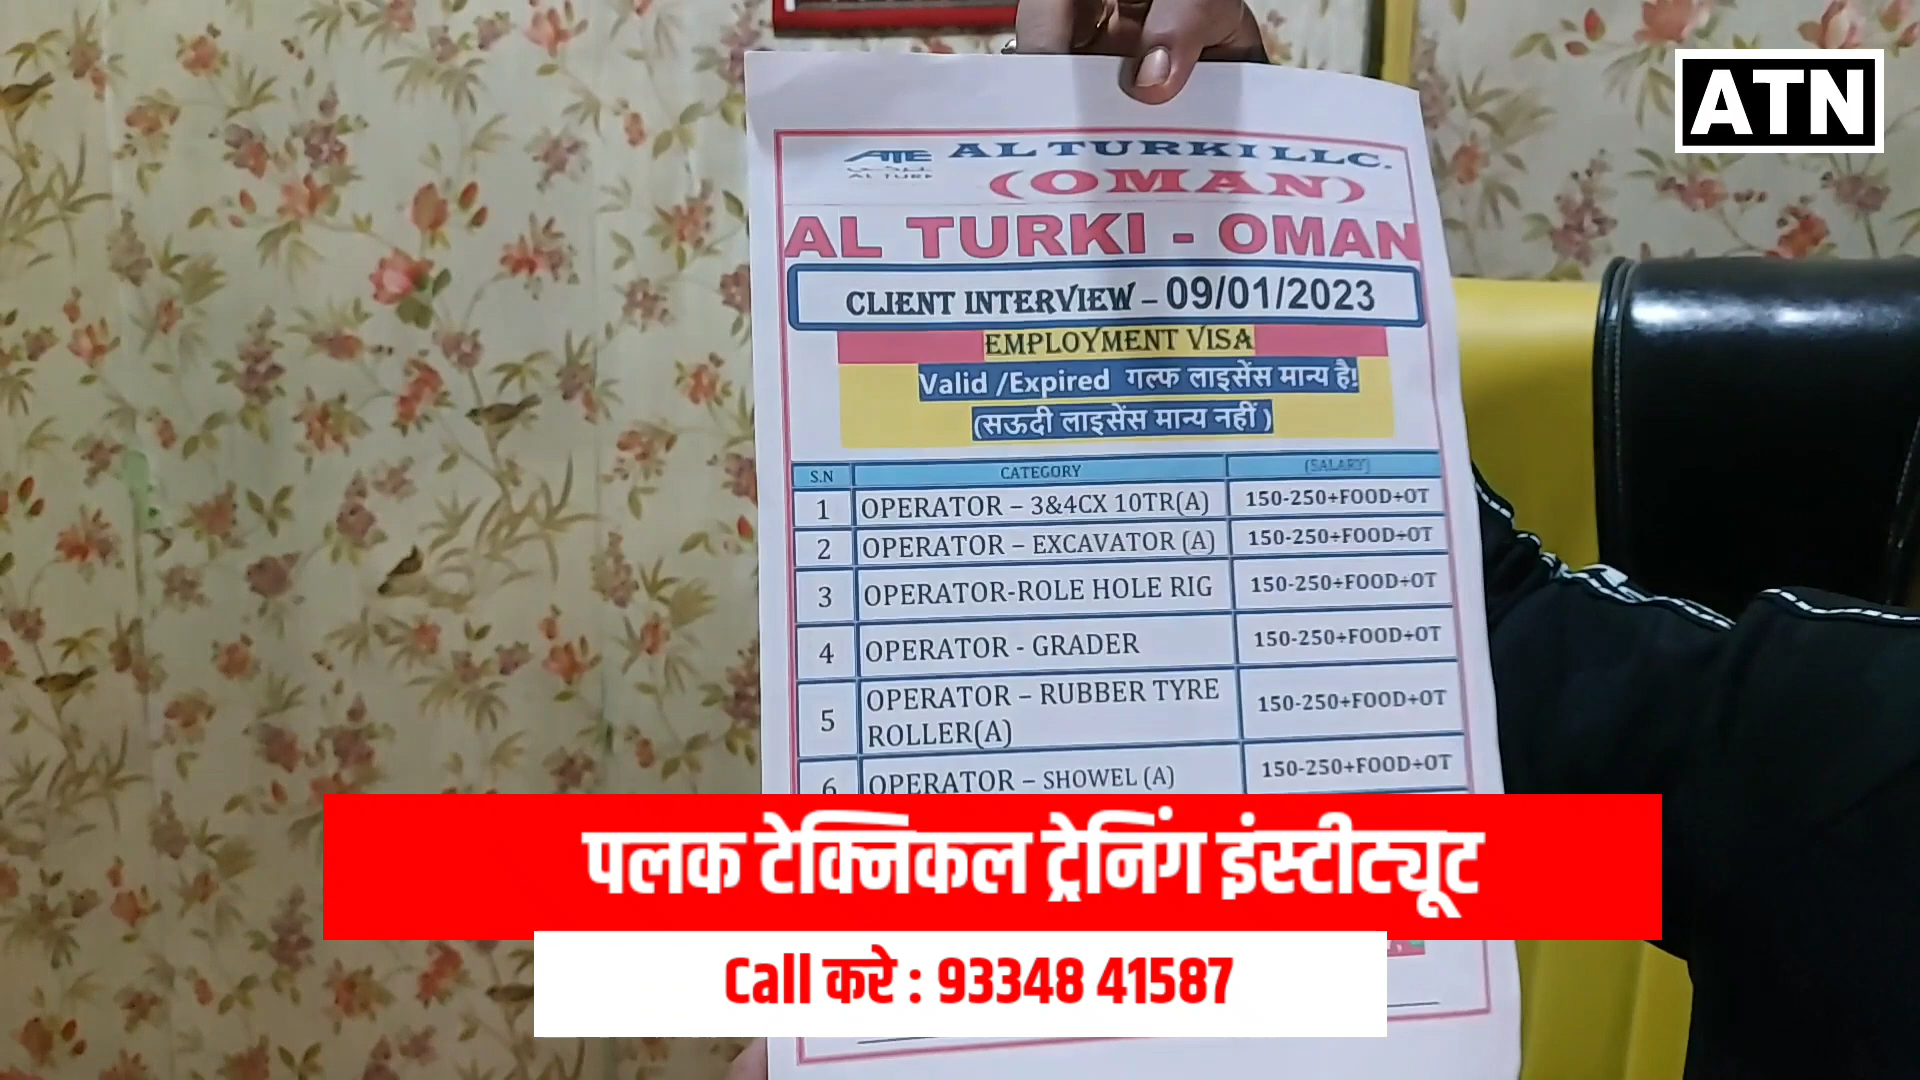 ATN
ATE AL TURKI LLC.
AL TURKI
(OMAN)
AL TURKI - OMAN
CLIENT INTERVIEW – 09/01/2023
EMPLOYMENT VISA
Valid /Expired गल्फ लाइसेंस मान्य है!
(सऊदी लाइसेंस मान्य नहीं )
S.N CATEGORY (SALARY)
1 OPERATOR – 3&4CX 10TR(A) 150-250+FOOD+OT
2 OPERATOR – EXCAVATOR (A) 150-250+FOOD+OT
3 OPERATOR-ROLE HOLE RIG 150-250+FOOD+OT
4 OPERATOR - GRADER 150-250+FOOD+OT
5 OPERATOR – RUBBER TYRE ROLLER(A) 150-250+FOOD+OT
6 OPERATOR – SHOWEL (A) 150-250+FOOD+OT
पलक टेक्निकल ट्रेनिंग इंस्टीट्यूट
Call करे : 93348 41587